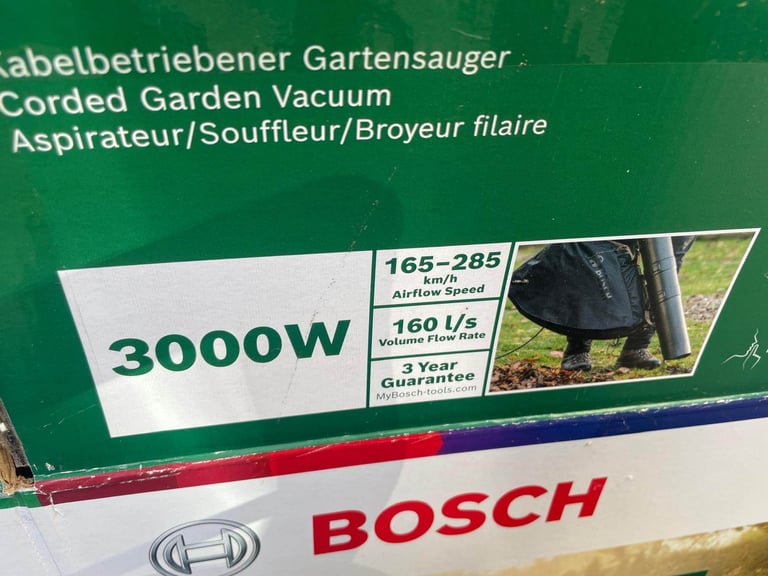 Kabelbetriebener Gartensauger
Corded Garden Vacuum
Aspirateur/Souffleur/Broyeur filaire
3000W
165–285
km/h
Airflow Speed
160 l/s
Volume Flow Rate
3 Year
Guarantee
MyBosch-tools.com
BOSCH